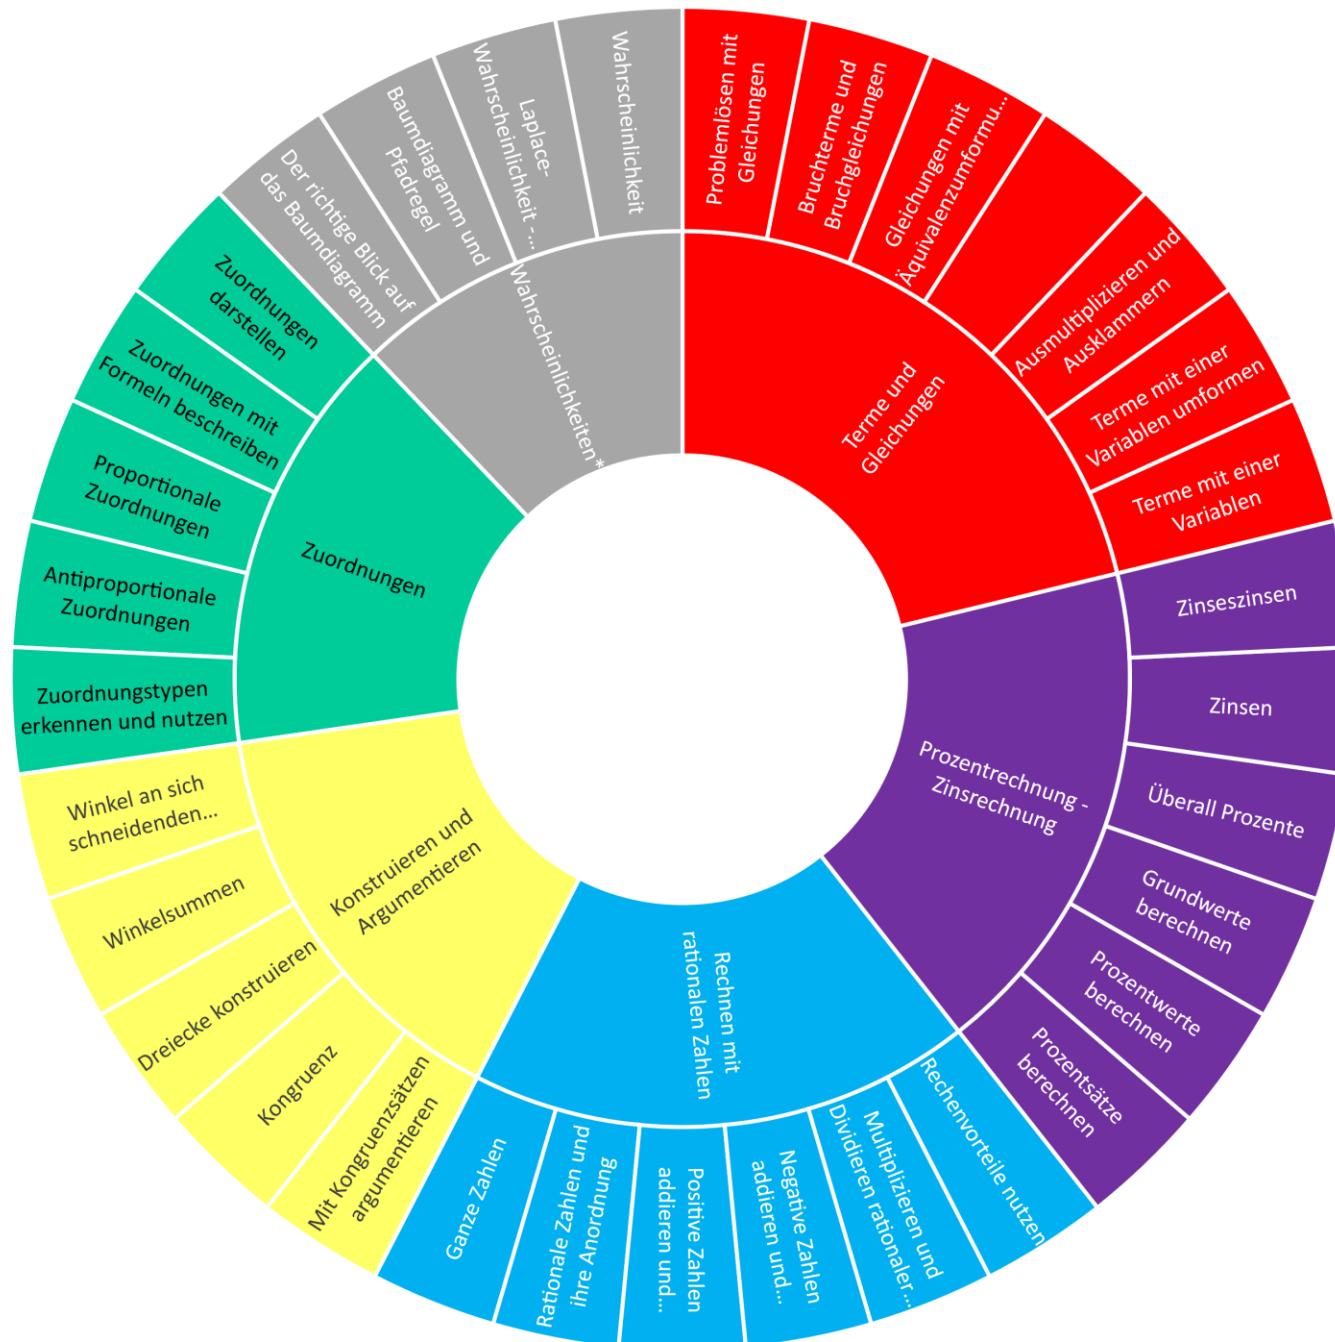 Problemlösen mit
Gleichungen
Bruchterme und
Bruchgleichungen
Gleichungen mit
Äquivalenzumformu...
Ausmultiplizieren und
Ausklammern
Terme mit einer
Variablen umformen
Terme mit einer
Variablen
Terme und
Gleichungen
Zinseszinsen
Zinsen
Überall Prozente
Grundwerte
berechnen
Prozentwerte
berechnen
Prozentsätze
berechnen
Prozentrechnung -
Zinsrechnung
Rechenvorteile nutzen
Multiplizieren und
Dividieren rationaler...
Negative Zahlen
addieren und...
Positive Zahlen
addieren und...
Rationale Zahlen und
ihre Anordnung
Ganze Zahlen
Rechnen mit
rationalen Zahlen
Mit Kongruenzsätzen
argumentieren
Kongruenz
Dreiecke konstruieren
Winkelsummen
Winkel an sich
schneidenden...
Konstruieren und
Argumentieren
Zuordnungstypen
erkennen und nutzen
Antiproportionale
Zuordnungen
Proportionale
Zuordnungen
Zuordnungen mit
Formeln beschreiben
Zuordnungen
darstellen
Zuordnungen
Der richtige Blick auf
das Baumdiagramm
Baumdiagramm und
Pfadregel
Laplace-
Wahrscheinlichkeit -...
Wahrscheinlichkeit
Wahrscheinlichkeiten*